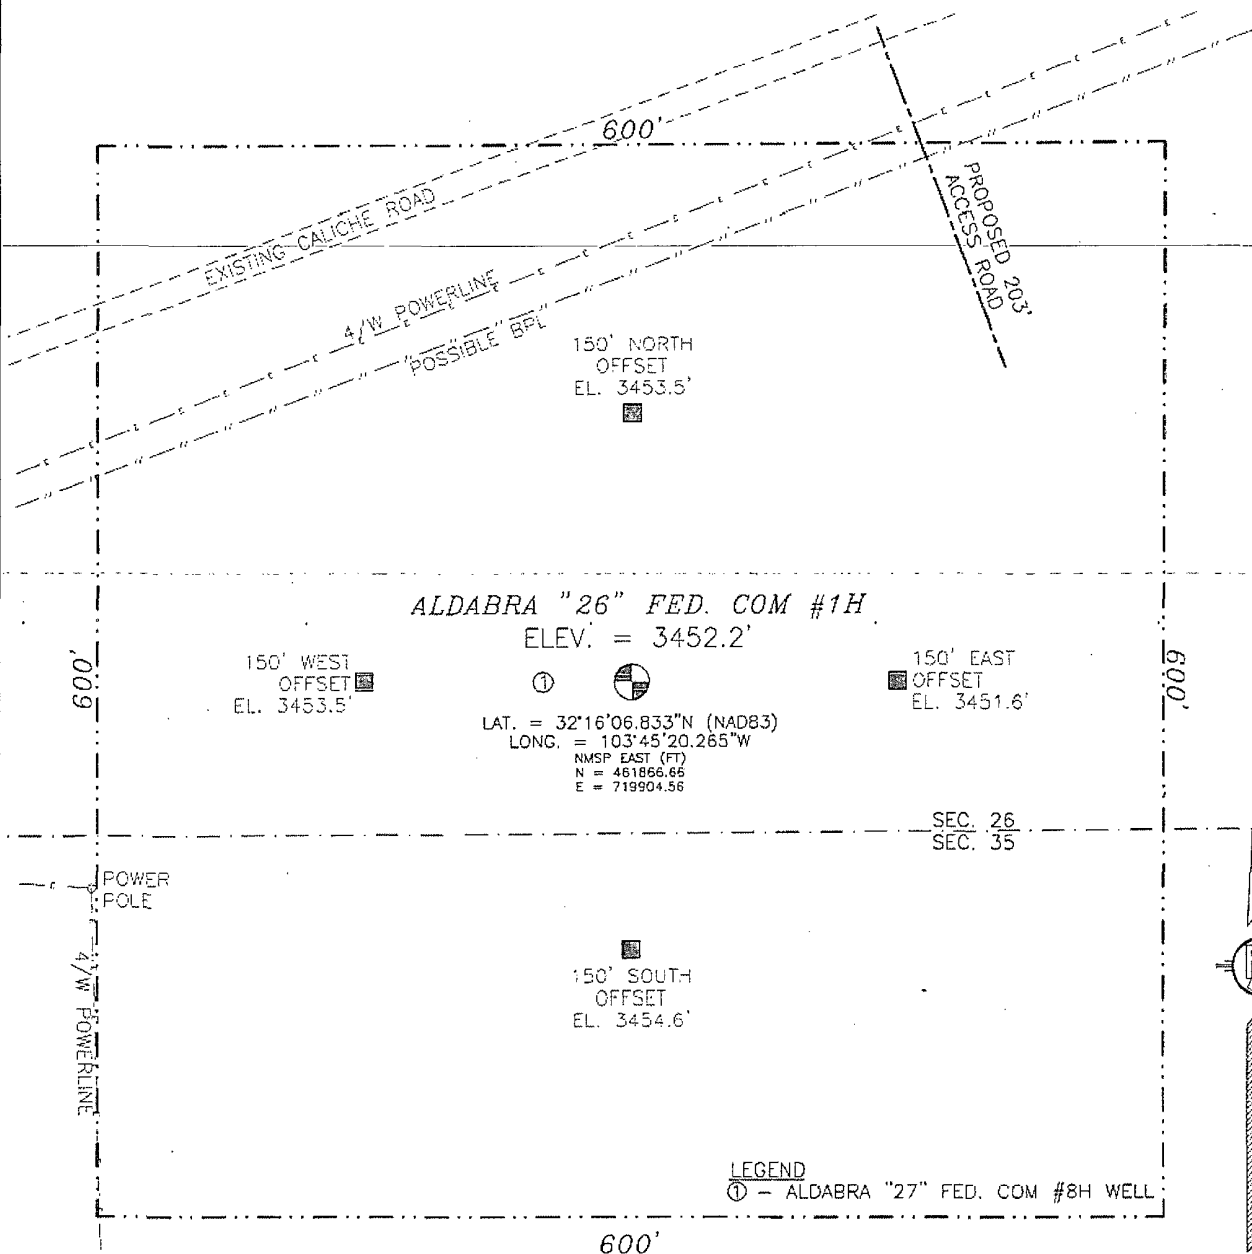 600'
PROPOSED 203'
ACCESS ROAD
EXISTING CALICHE ROAD
4/W POWERLINE
POSSIBLE BPL
150' NORTH
OFFSET
EL. 3453.5'
ALDABRA "26" FED. COM #1H
ELEV. = 3452.2'
600'
150' WEST
OFFSET
EL. 3453.5'
1
150' EAST
OFFSET
EL. 3451.6'
600'
LAT. = 32°16'06.833"N (NAD83)
LONG. = 103°45'20.265"W
NMSP EAST (FT)
N = 461866.66
E = 719904.56
SEC. 26
SEC. 35
POWER
POLE
4/W POWERLINE
150' SOUTH
OFFSET
EL. 3454.6'
LEGEND
① - ALDABRA "27" FED. COM #8H WELL
600'